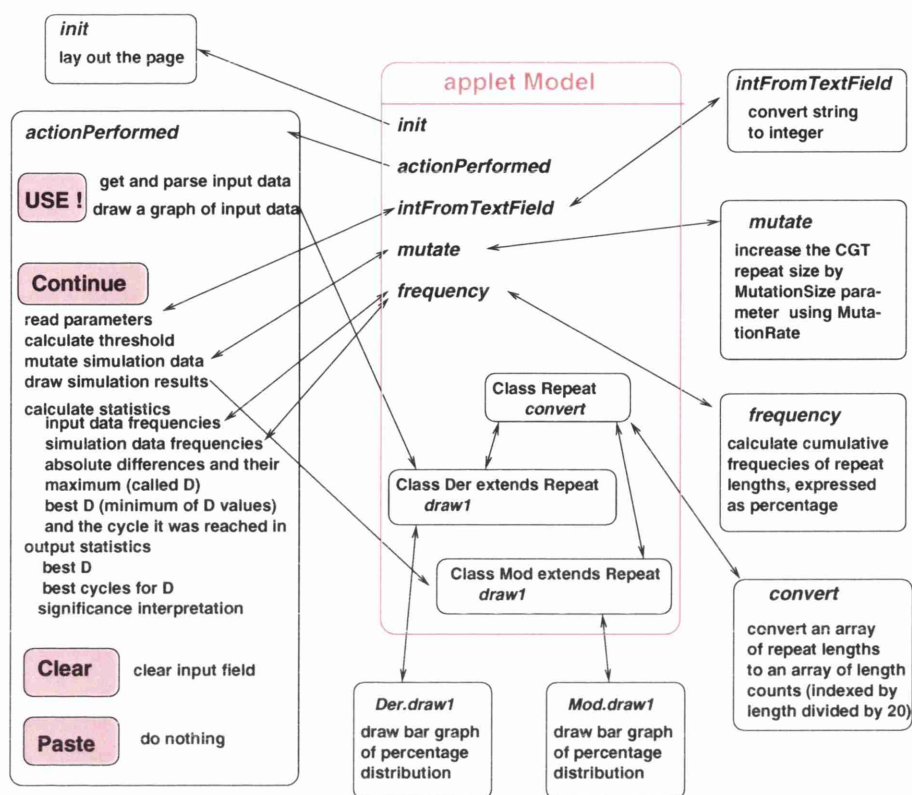 init
lay out the page
applet Model
init
actionPerformed
intFromTextField
mutate
frequency
Class Repeat
convert
Class Der extends Repeat
draw1
Class Mod extends Repeat
draw1
actionPerformed
USE !
get and parse input data
draw a graph of input data
Continue
read parameters
calculate threshold
mutate simulation data
draw simulation results
calculate statistics
input data frequencies
simulation data frequencies
absolute differences and their
maximum (called D)
best D (minimum of D values)
and the cycle it was reached in
output statistics
best D
best cycles for D
significance interpretation
Clear
clear input field
Paste
do nothing
intFromTextField
convert string
to integer
mutate
increase the CGT
repeat size by
MutationSize para-
meter using Muta-
tionRate
frequency
calculate cumulative
frequecies of repeat
lengths, expressed
as percentage
convert
convert an array
of repeat lengths
to an array of length
counts (indexed by
length divided by 20)
Der.draw1
draw bar graph
of percentage
distribution
Mod.draw1
draw bar graph
of percentage
distribution